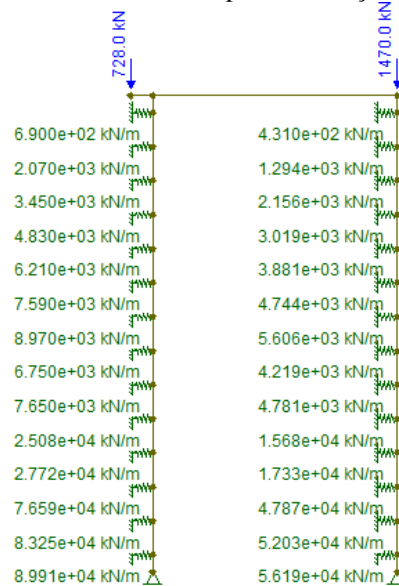 728.0 kN
1470.0 kN
6.900e+02 kN/m
4.310e+02 kN/m
2.070e+03 kN/m
1.294e+03 kN/m
3.450e+03 kN/m
2.156e+03 kN/m
4.830e+03 kN/m
3.019e+03 kN/m
6.210e+03 kN/m
3.881e+03 kN/m
7.590e+03 kN/m
4.744e+03 kN/m
8.970e+03 kN/m
5.606e+03 kN/m
6.750e+03 kN/m
4.219e+03 kN/m
7.650e+03 kN/m
4.781e+03 kN/m
2.508e+04 kN/m
1.568e+04 kN/m
2.772e+04 kN/m
1.733e+04 kN/m
7.659e+04 kN/m
4.787e+04 kN/m
8.325e+04 kN/m
5.203e+04 kN/m
8.991e+04 kN/m
5.619e+04 kN/m